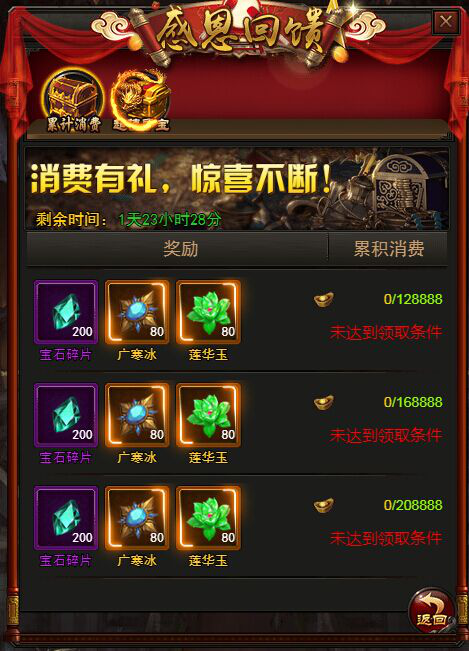 感恩回馈
累计消费
消费有礼，惊喜不断！
剩余时间： 1天23小时28分
奖励 累积消费
200 80 80 0/128888
宝石碎片 广寒冰 莲华玉 未达到领取条件
200 80 80 0/168888
宝石碎片 广寒冰 莲华玉 未达到领取条件
200 80 80 0/208888
宝石碎片 广寒冰 莲华玉 未达到领取条件
返回